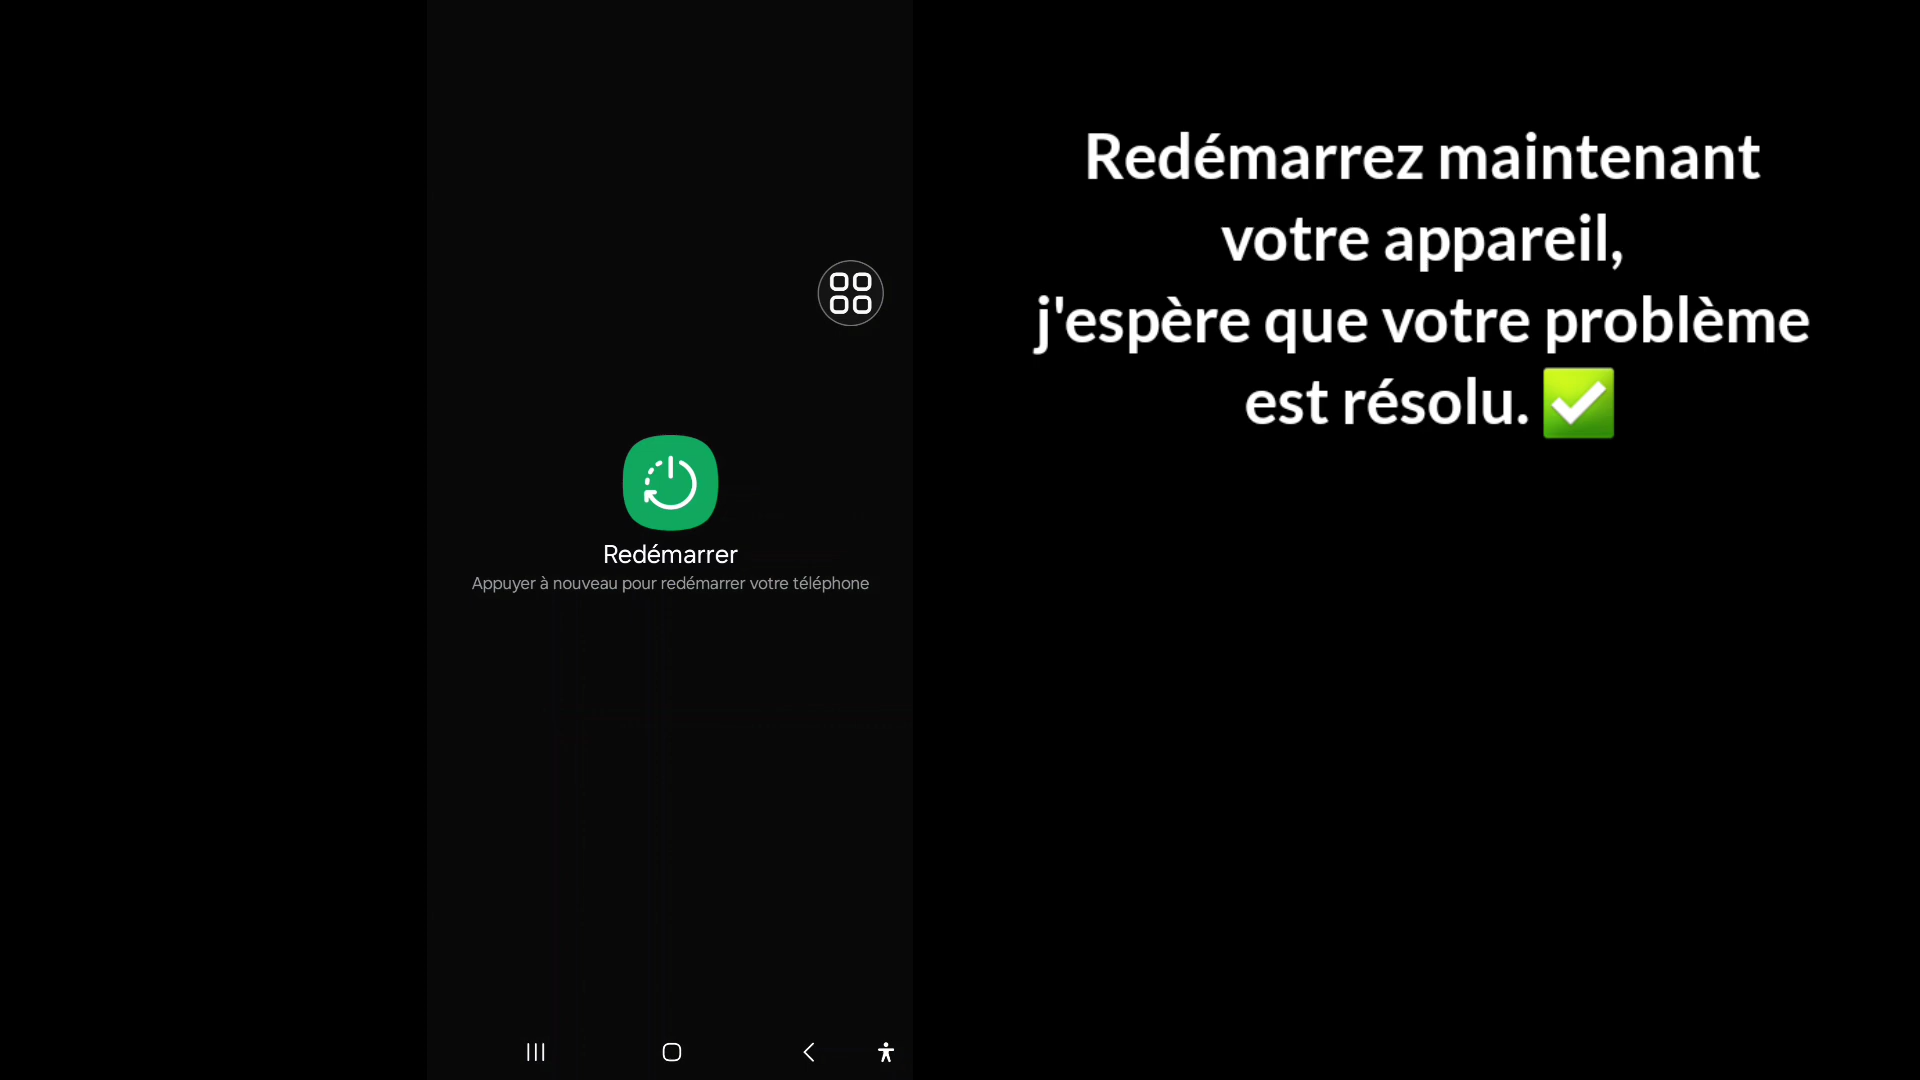 Redémarrez maintenant
votre appareil,
j'espère que votre problème
est résolu. ✅
Redémarrer
Appuyer à nouveau pour redémarrer votre téléphone